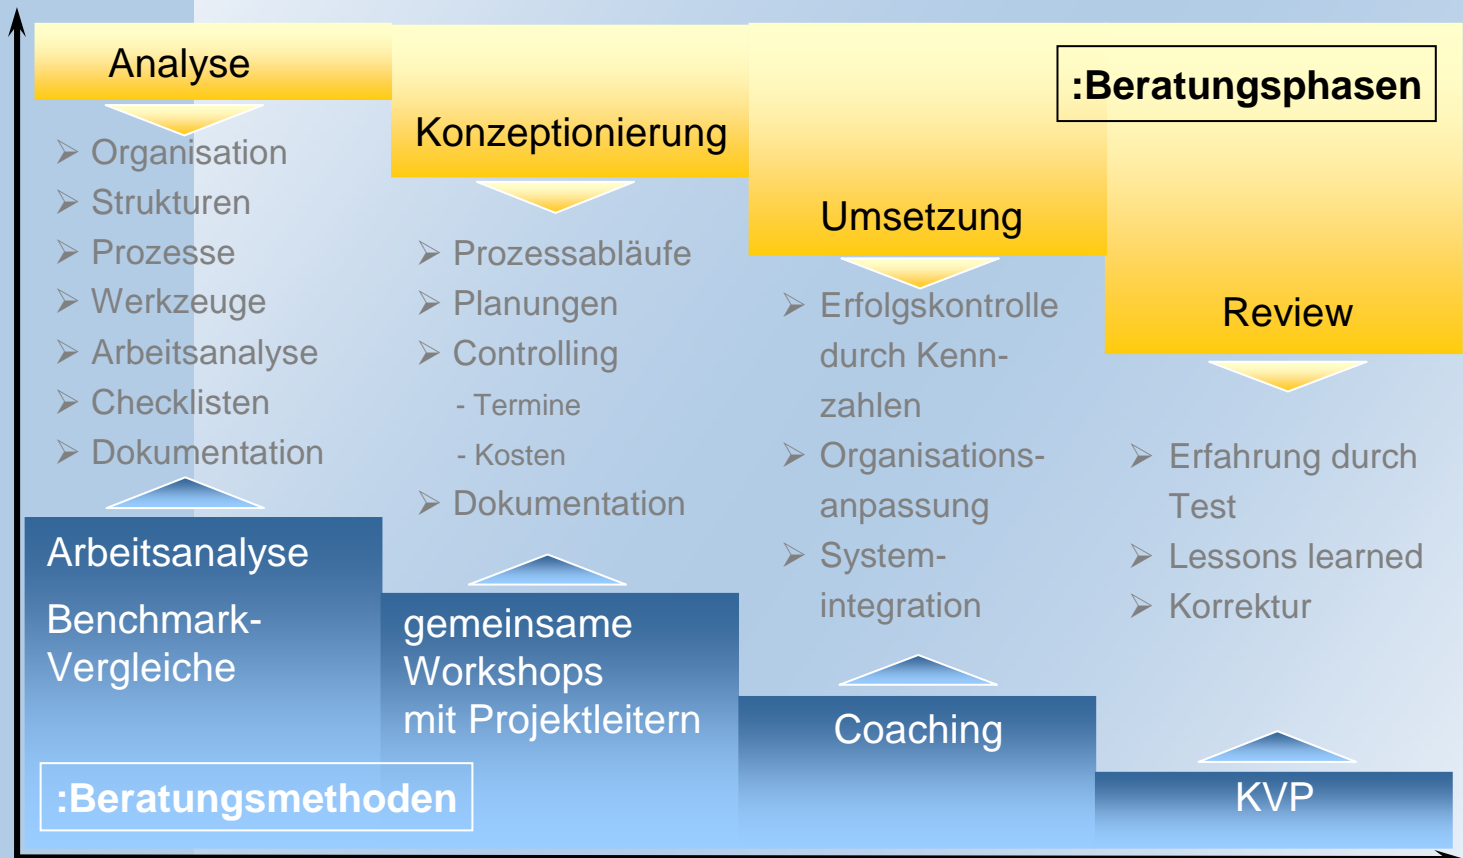 :Beratungsphasen
Analyse
➢ Organisation
➢ Strukturen
➢ Prozesse
➢ Werkzeuge
➢ Arbeitsanalyse
➢ Checklisten
➢ Dokumentation
Arbeitsanalyse
Benchmark-
Vergleiche
Konzeptionierung
➢ Prozessabläufe
➢ Planungen
➢ Controlling
- Termine
- Kosten
➢ Dokumentation
gemeinsame
Workshops
mit Projektleitern
Umsetzung
➢ Erfolgskontrolle
durch Kenn-
zahlen
➢ Organisations-
anpassung
➢ System-
integration
Coaching
Review
➢ Erfahrung durch
Test
➢ Lessons learned
➢ Korrektur
KVP
:Beratungsmethoden